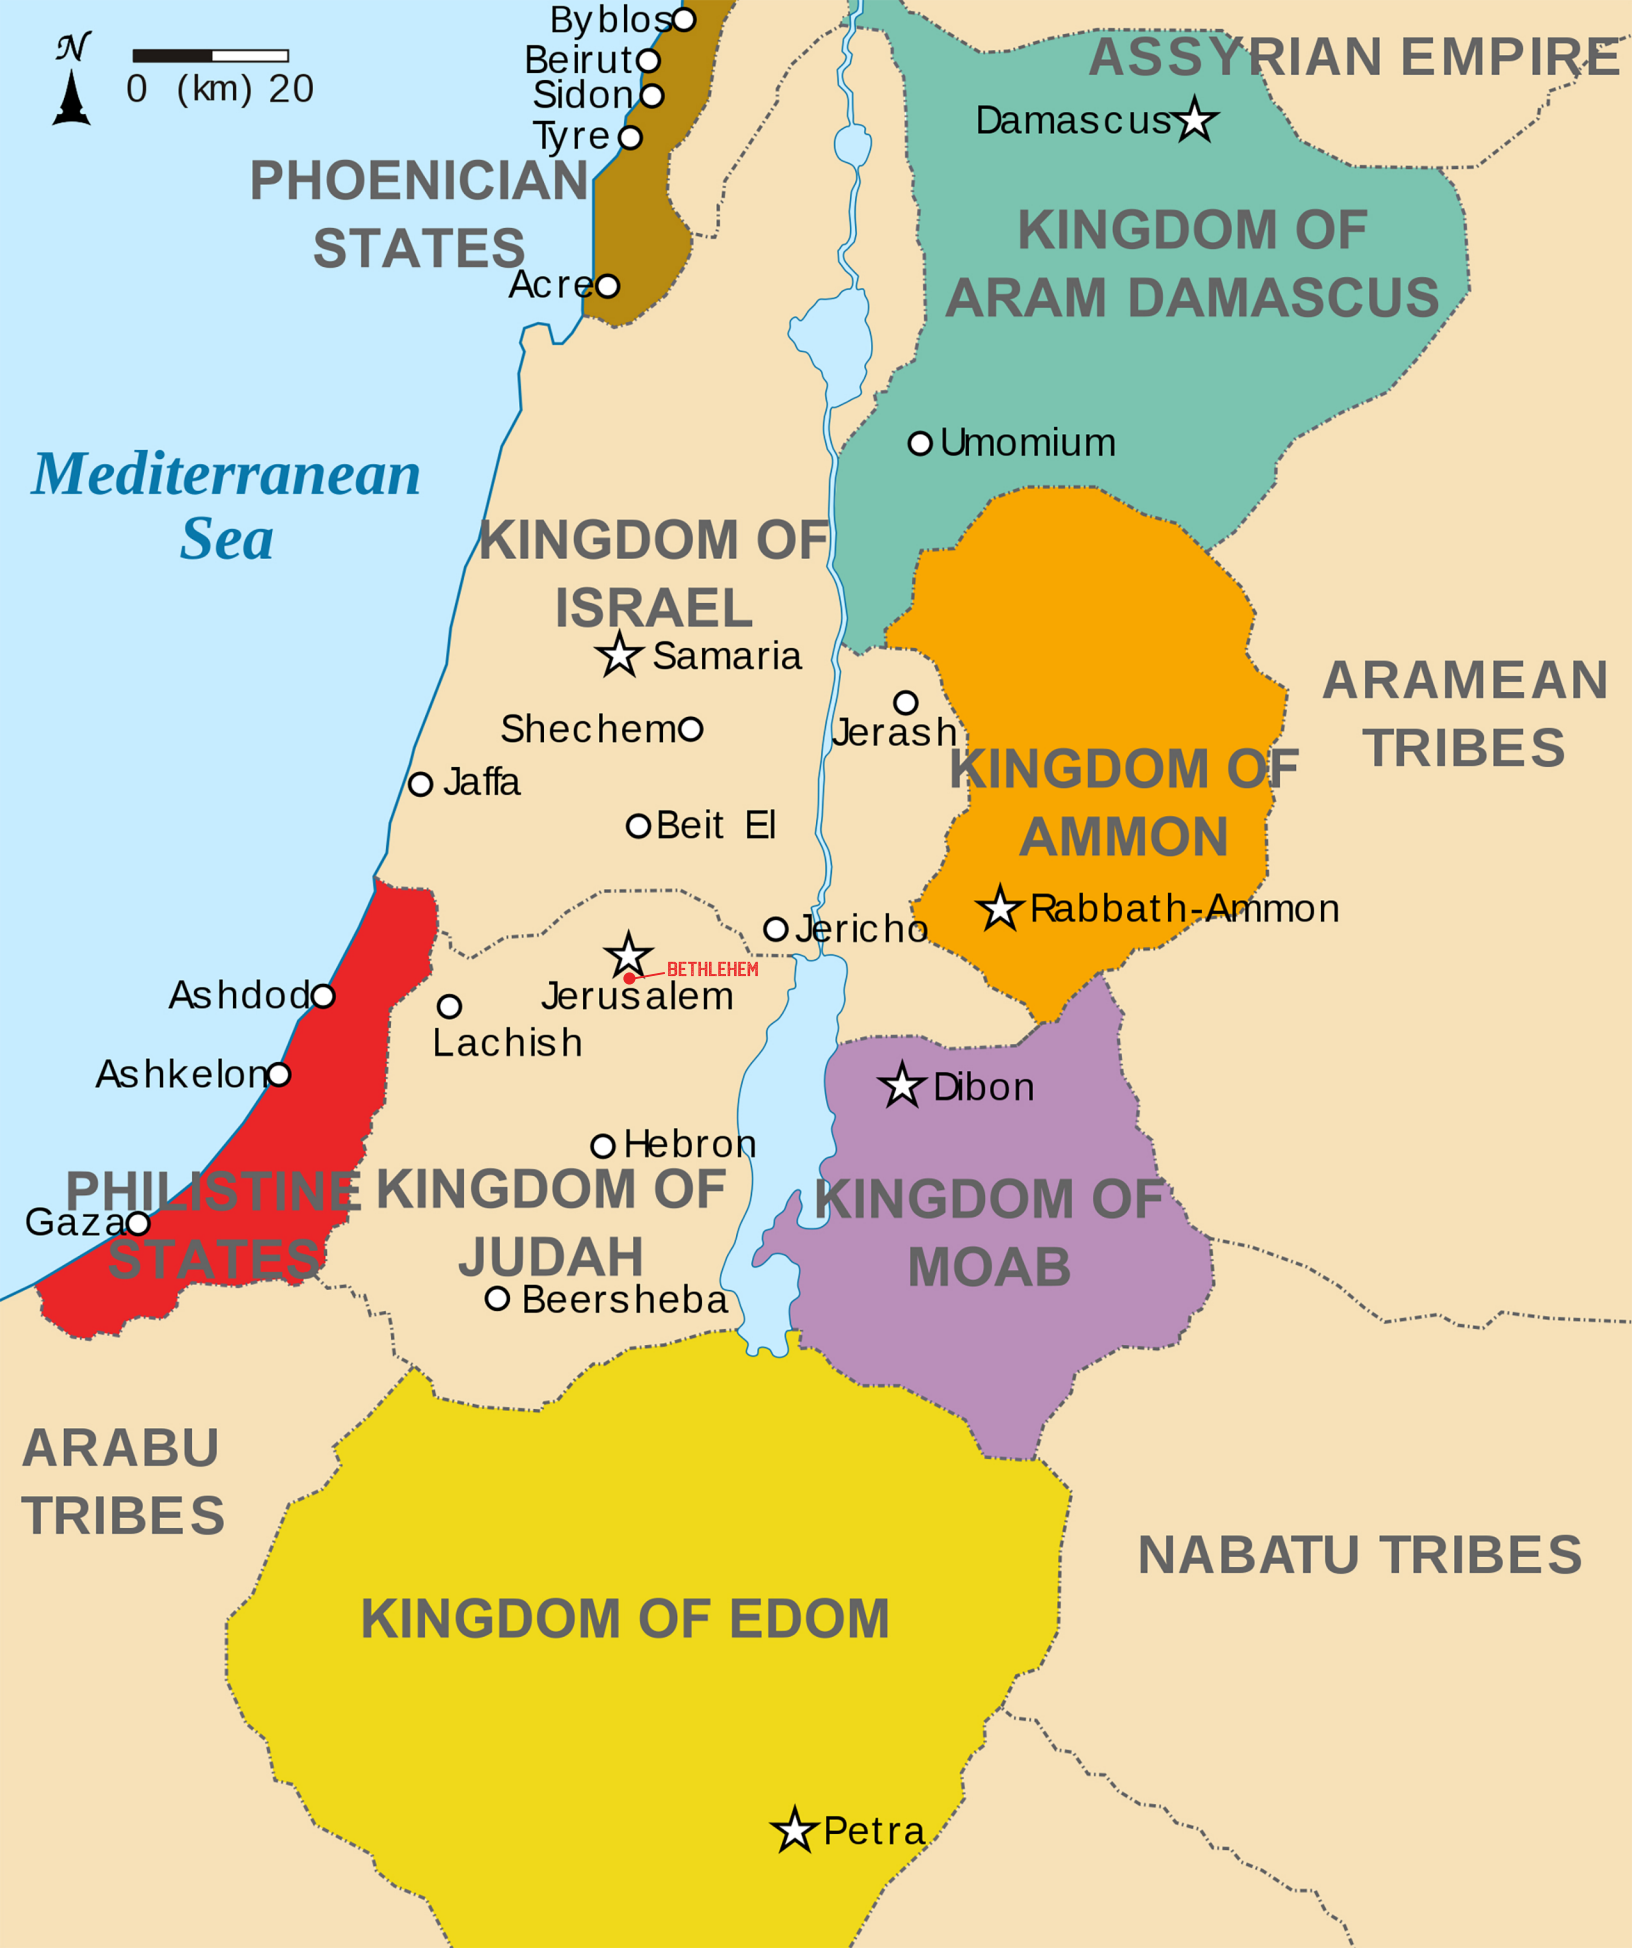 N
0 (km) 20
Byblos
Beirut
Sidon
Tyre
ASSYRIAN EMPIRE
Damascus
PHOENICIAN
STATES
KINGDOM OF
ARAM DAMASCUS
Acre
Umomium
Mediterranean
Sea
KINGDOM OF
ISRAEL
Samaria
ARAMEAN
TRIBES
Shechem
Jerash
Jaffa
KINGDOM OF
AMMON
Beit El
Rabbath-Ammon
Jericho
BETHLEHEM
Jerusalem
Ashdod
Lachish
Ashkelon
Dibon
Hebron
PHILISTINE
STATES
KINGDOM OF
JUDAH
KINGDOM OF
MOAB
Gaza
Beersheba
ARABU
TRIBES
NABATU TRIBES
KINGDOM OF EDOM
Petra